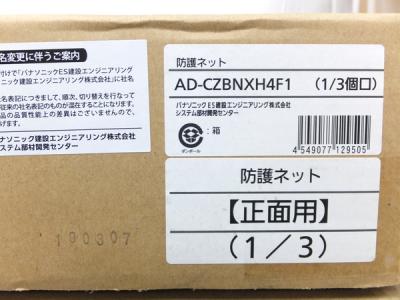 名変更に伴うご案内
付けで「パナソニックES建設エンジニアリング
ニック建設エンジニアリング株式会社」に社名
社名表記につきまして、順次、切り替えを行なって
従来の社名表記のものが混在することになります。
品の品質性能上の差異はございませんので、
げます。
パナソニック建設エンジニアリング株式会社
システム部材開発センター
190307
防護ネット
AD-CZBNXH4F1 (1/3個口)
パナソニックES建設エンジニアリング株式会社
システム部材開発センター
ダンボール
:箱
4 549077 129505
防護ネット
【正面用】
(1/3)